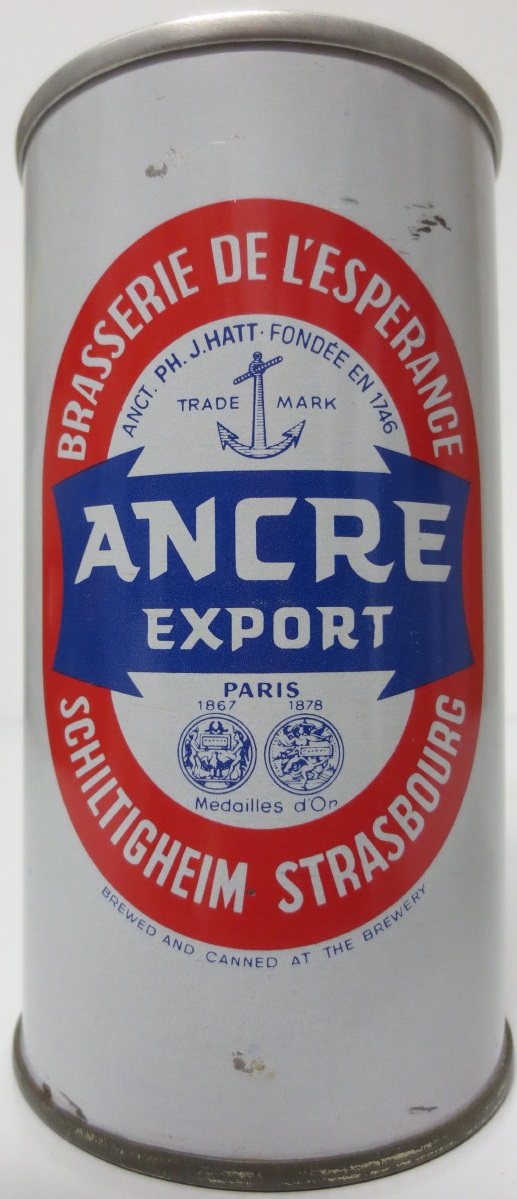 BRASSERIE DE L'ESPERANCE
ANCT. PH. J. HATT · FONDÉE EN 1746
TRADE MARK
ANCRE
EXPORT
PARIS
1867 1878
Médailles d'Or
SCHILTIGHEIM STRASBOURG
BREWED AND CANNED AT THE BREWERY